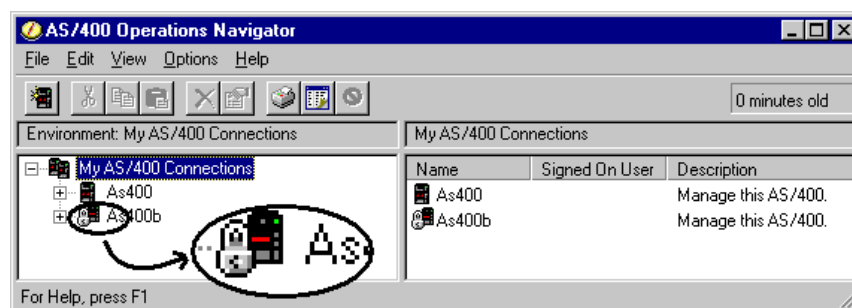 AS/400 Operations Navigator
File Edit View Options Help
0 minutes old
Environment: My AS/400 Connections
My AS/400 Connections
My AS/400 Connections
As400
As400b
As
Name Signed On User Description
As400 Manage this AS/400.
As400b Manage this AS/400.
For Help, press F1